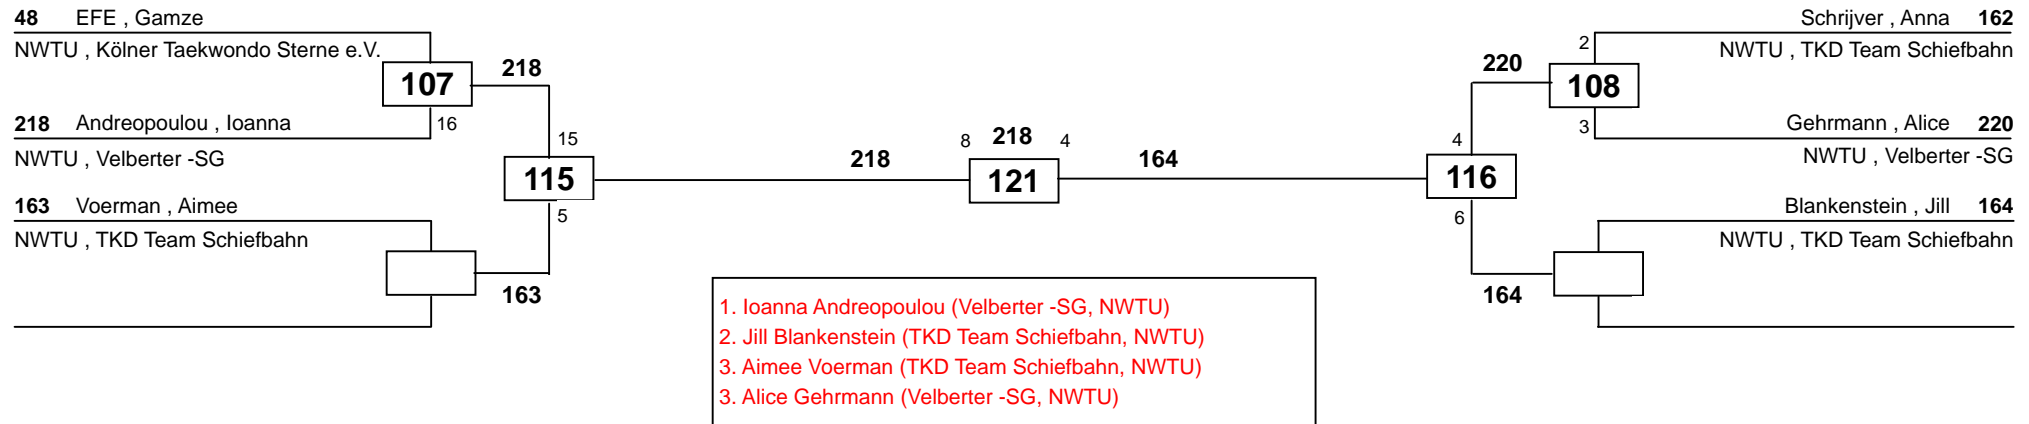 48 EFE , Gamze
NWTU , Kölner Taekwondo Sterne e.V.
107
218
218 Andreopoulou , Ioanna
16
NWTU , Velberter -SG
15
115
218
163 Voerman , Aimee
5
NWTU , TKD Team Schiefbahn
163
8 218 4
121
164
Schrijver , Anna 162
2
NWTU , TKD Team Schiefbahn
220
108
Gehrmann , Alice 220
3
NWTU , Velberter -SG
4
116
Blankenstein , Jill 164
6
NWTU , TKD Team Schiefbahn
164
1. Ioanna Andreopoulou (Velberter -SG, NWTU)
2. Jill Blankenstein (TKD Team Schiefbahn, NWTU)
3. Aimee Voerman (TKD Team Schiefbahn, NWTU)
3. Alice Gehrmann (Velberter -SG, NWTU)